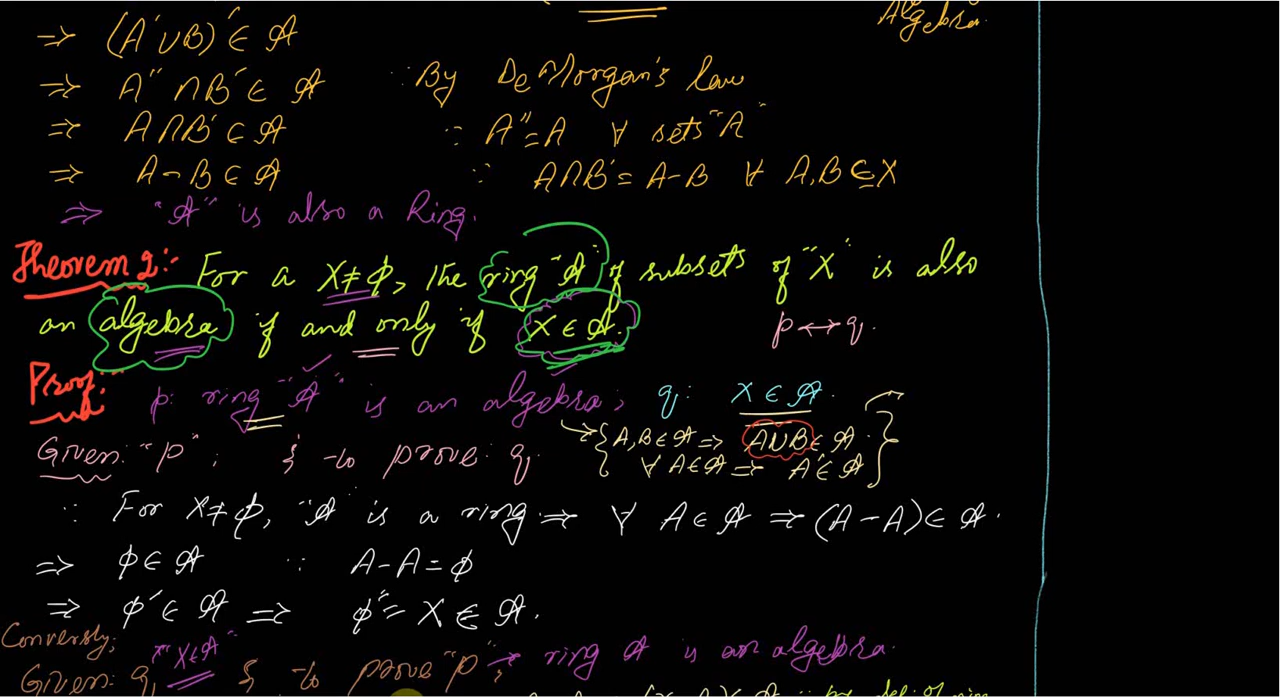 Algebra.
⇒ (A′∪B)′ ∈ 𝒜
⇒ A″∩B′ ∈ 𝒜 ∵ By De Morgan's law
⇒ A∩B′ ∈ 𝒜 ∵ A″=A ∀ sets "A"
⇒ A-B ∈ 𝒜 ∵ A∩B′= A-B ∀ A,B ⊆ X
⇒ "𝒜" is also a Ring.
Theorem 2:- For a X≠ϕ, the ring "𝒜" of subsets of "X" is also
an algebra if and only if X ∈ 𝒜. p ↔ q.
Proof:- p: ring "𝒜" is an algebra, q: X ∈ 𝒜.
{A,B∈𝒜 ⇒ A∪B ∈ 𝒜.
Given: "p"; & to prove: q. ∀ A∈𝒜 ⇒ A′∈𝒜}
∵ For X≠ϕ, "𝒜" is a ring ⇒ ∀ A∈𝒜 ⇒ (A-A) ∈ 𝒜.
⇒ ϕ ∈ 𝒜 ∵ A-A=ϕ
⇒ ϕ′ ∈ 𝒜 ⇒ ϕ′= X ∈ 𝒜.
Conversly;
Given: q "X∈𝒜" & to prove "p"; → ring 𝒜 is an algebra.